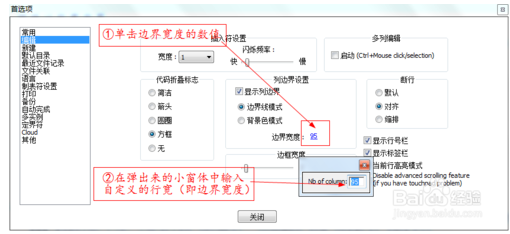 首选项
常用
编辑
新建
默认目录
最近文件记录
文件关联
语言
制表符设置
打印
备份
自动完成
多实例
定界符
Cloud
其他
①单击边界宽度的数值
插入符设置
宽度： 1
闪烁频率：
快
慢
多列编辑
启动 (Ctrl+Mouse click/selection)
代码折叠标志
简洁
箭头
圆圈
方框
无
列边界设置
显示列边界
边界线模式
背景色模式
边界宽度： 95
断行
默认
对齐
缩排
边框宽度
显示行号栏
显示标签栏
当前行高亮模式
Disable advanced scrolling feature
(if you have touchpad problem)
Nb of column: 95
②在弹出来的小窗体中输入
自定义的行宽（即边界宽度）
关闭
Baidu 经验
jingyan.baidu.com